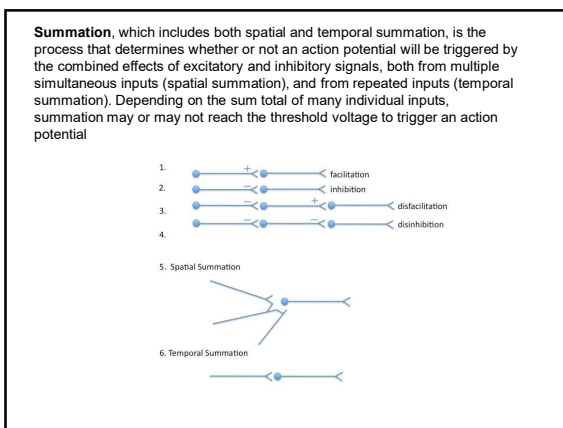 Summation, which includes both spatial and temporal summation, is the
process that determines whether or not an action potential will be triggered by
the combined effects of excitatory and inhibitory signals, both from multiple
simultaneous inputs (spatial summation), and from repeated inputs (temporal
summation). Depending on the sum total of many individual inputs,
summation may or may not reach the threshold voltage to trigger an action
potential
1. + facilitation
2. − inhibition
3. − + disfacilitation
4. − − disinhibition
5. Spatial Summation
6. Temporal Summation